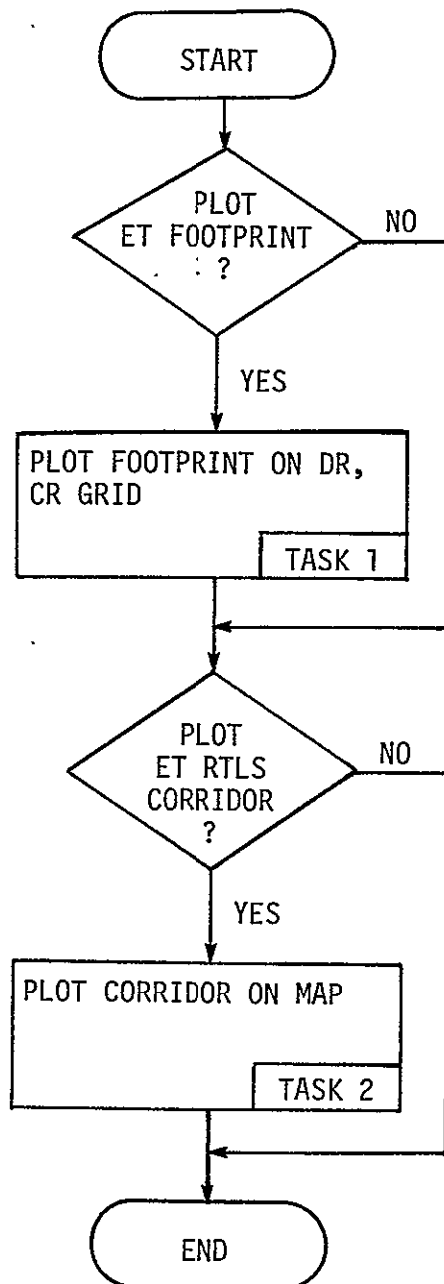 START
PLOT
ET FOOTPRINT
?
NO
YES
PLOT FOOTPRINT ON DR,
CR GRID
TASK 1
PLOT
ET RTLS
CORRIDOR
?
NO
YES
PLOT CORRIDOR ON MAP
TASK 2
END